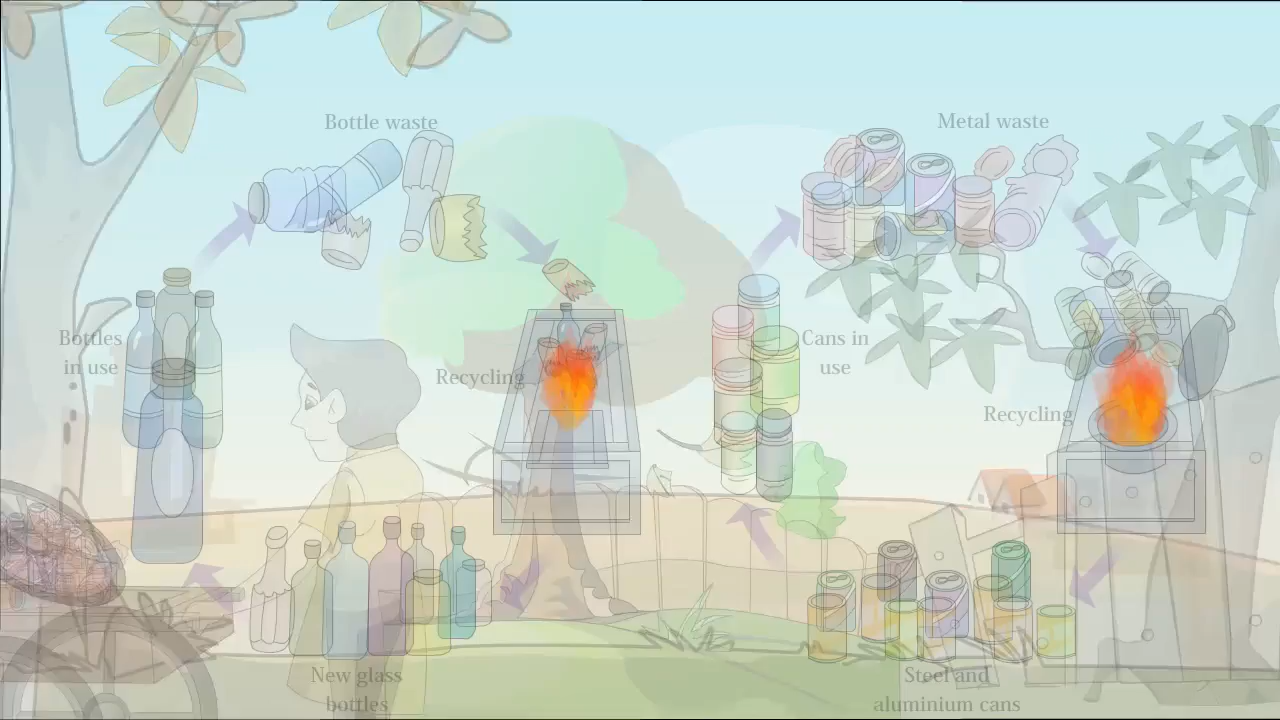 Bottle waste
Metal waste
Bottles
in use
Recycling
Cans in
use
Recycling
New glass
bottles
Steel and
aluminium cans